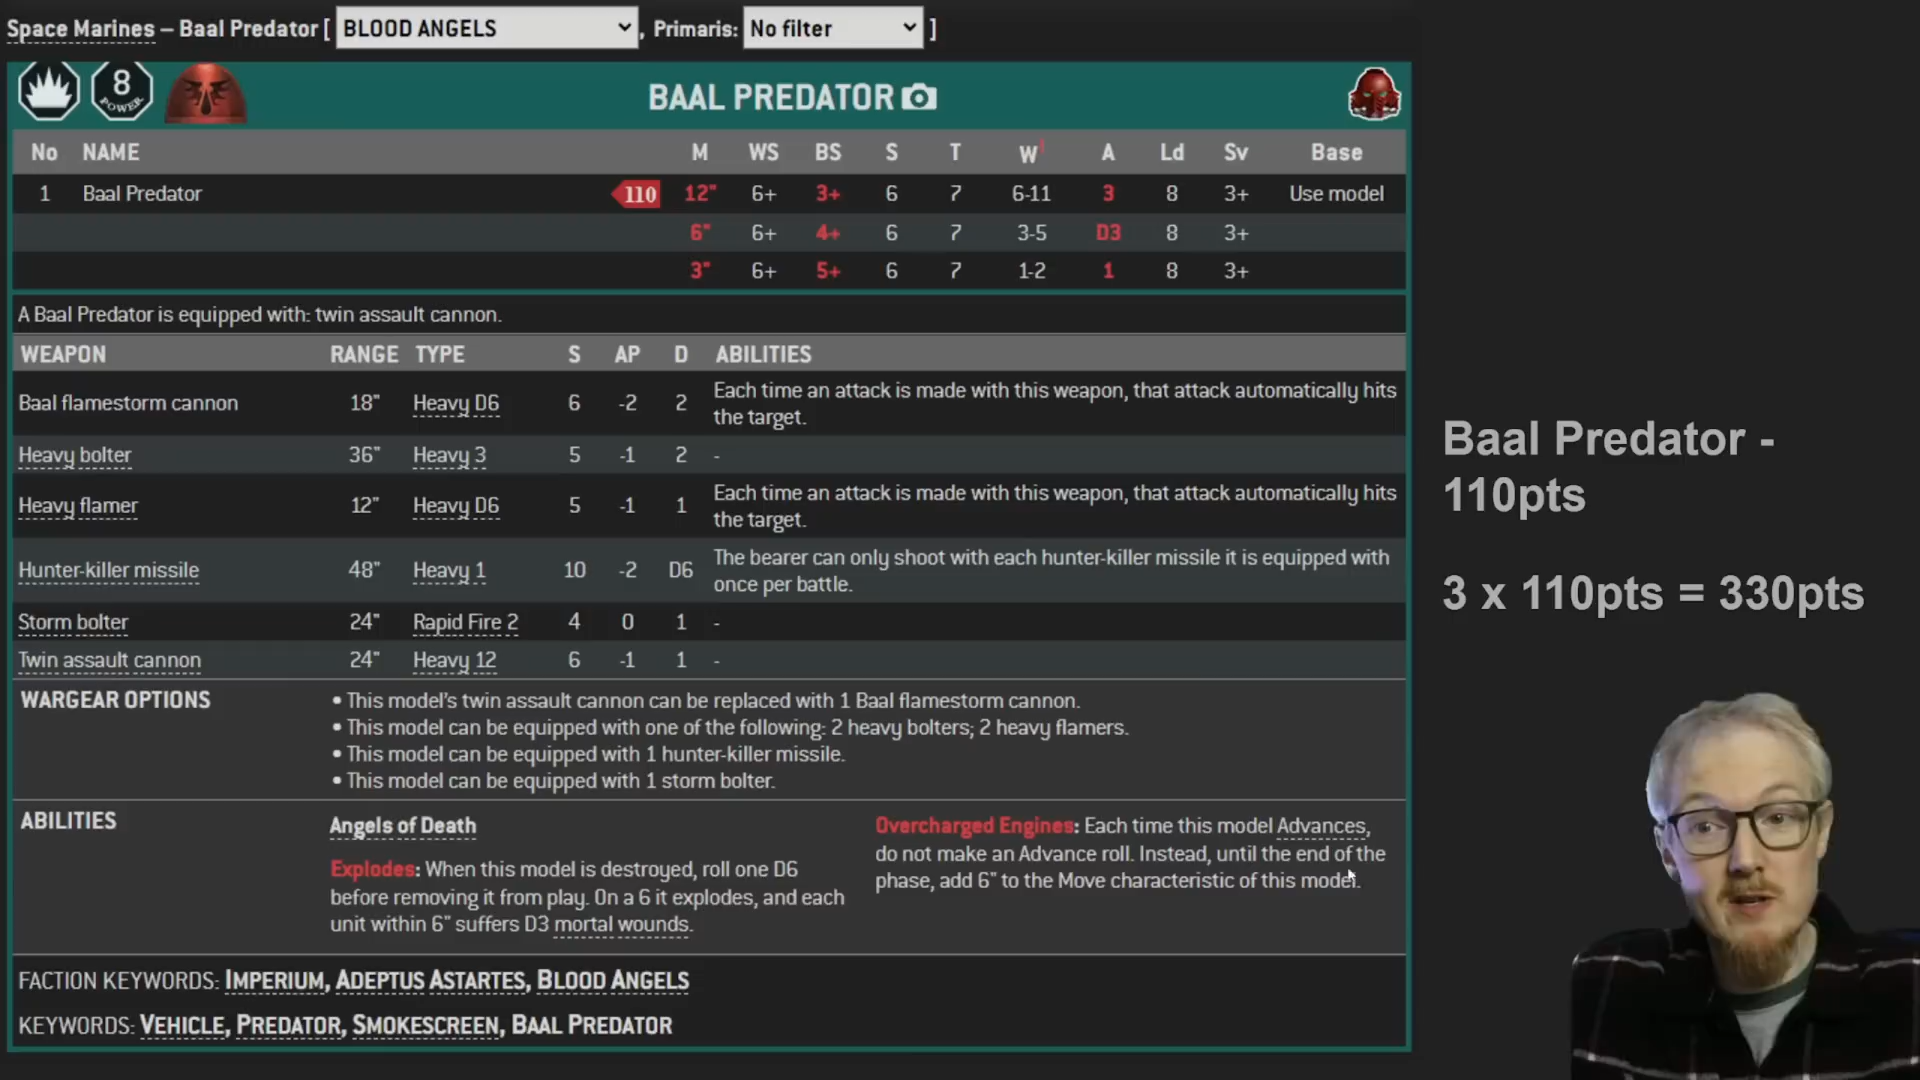 Space Marines – Baal Predator [ BLOOD ANGELS , Primaris: No filter ]
8
POWER
BAAL PREDATOR
No NAME M WS BS S T W! A Ld Sv Base
1 Baal Predator 110 12" 6+ 3+ 6 7 6-11 3 8 3+ Use model
6" 6+ 4+ 6 7 3-5 D3 8 3+
3" 6+ 5+ 6 7 1-2 1 8 3+
A Baal Predator is equipped with: twin assault cannon.
WEAPON RANGE TYPE S AP D ABILITIES
Baal flamestorm cannon 18" Heavy D6 6 -2 2 Each time an attack is made with this weapon, that attack automatically hits
the target.
Heavy bolter 36" Heavy 3 5 -1 2 -
Heavy flamer 12" Heavy D6 5 -1 1 Each time an attack is made with this weapon, that attack automatically hits
the target.
Hunter-killer missile 48" Heavy 1 10 -2 D6 The bearer can only shoot with each hunter-killer missile it is equipped with
once per battle.
Storm bolter 24" Rapid Fire 2 4 0 1 -
Twin assault cannon 24" Heavy 12 6 -1 1 -
WARGEAR OPTIONS
• This model's twin assault cannon can be replaced with 1 Baal flamestorm cannon.
• This model can be equipped with one of the following: 2 heavy bolters; 2 heavy flamers.
• This model can be equipped with 1 hunter-killer missile.
• This model can be equipped with 1 storm bolter.
ABILITIES
Angels of Death
Explodes: When this model is destroyed, roll one D6
before removing it from play. On a 6 it explodes, and each
unit within 6" suffers D3 mortal wounds.
Overcharged Engines: Each time this model Advances,
do not make an Advance roll. Instead, until the end of the
phase, add 6" to the Move characteristic of this model.
FACTION KEYWORDS: IMPERIUM, ADEPTUS ASTARTES, BLOOD ANGELS
KEYWORDS: VEHICLE, PREDATOR, SMOKESCREEN, BAAL PREDATOR
Baal Predator -
110pts
3 x 110pts = 330pts